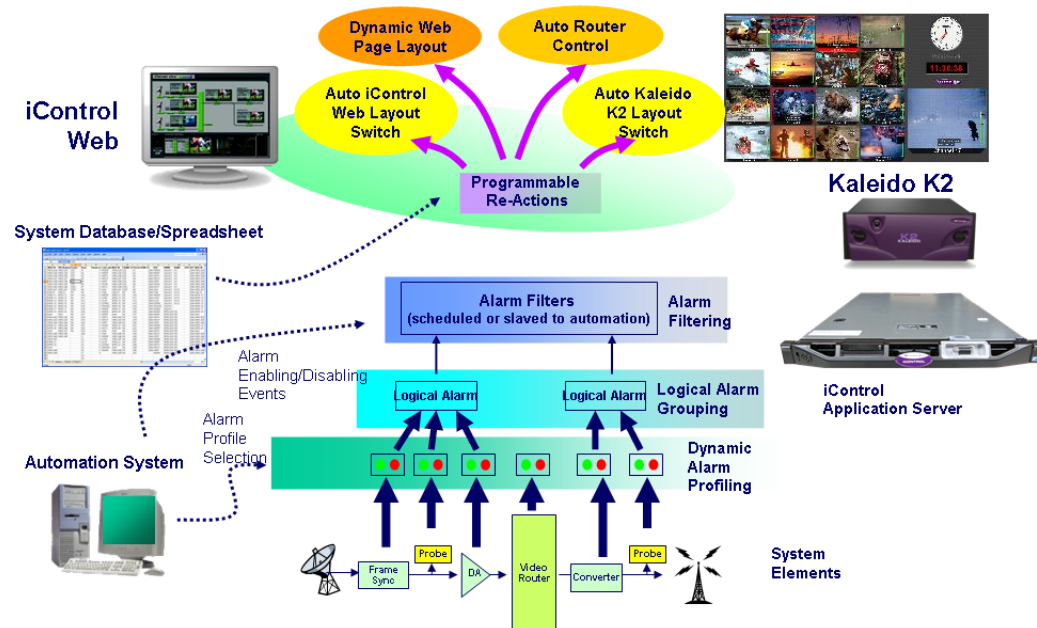 Dynamic Web
Page Layout
Auto Router
Control
Auto iControl
Web Layout
Switch
Auto Kaleido
K2 Layout
Switch
iControl
Web
Programmable
Re-Actions
11:38:58
Kaleido K2
K2
KALEIDO
System Database/Spreadsheet
Alarm Filters
(scheduled or slaved to automation)
Alarm
Filtering
Alarm
Enabling/Disabling
Events
Logical Alarm
Logical Alarm
Logical Alarm
Grouping
iControl
Application Server
Alarm
Profile
Selection
Automation System
Dynamic
Alarm
Profiling
Probe
Probe
Frame
Sync
DA
Video
Router
Converter
System
Elements